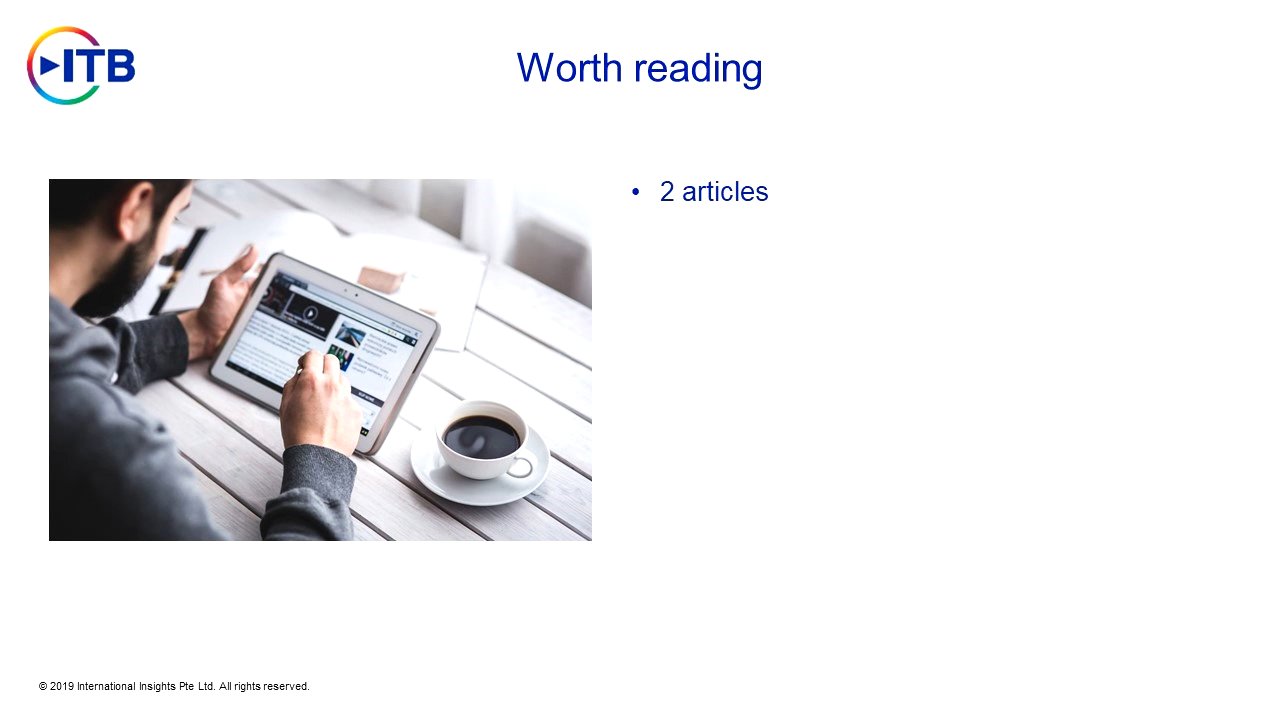 ITB
Worth reading
• 2 articles
© 2019 International Insights Pte Ltd. All rights reserved.